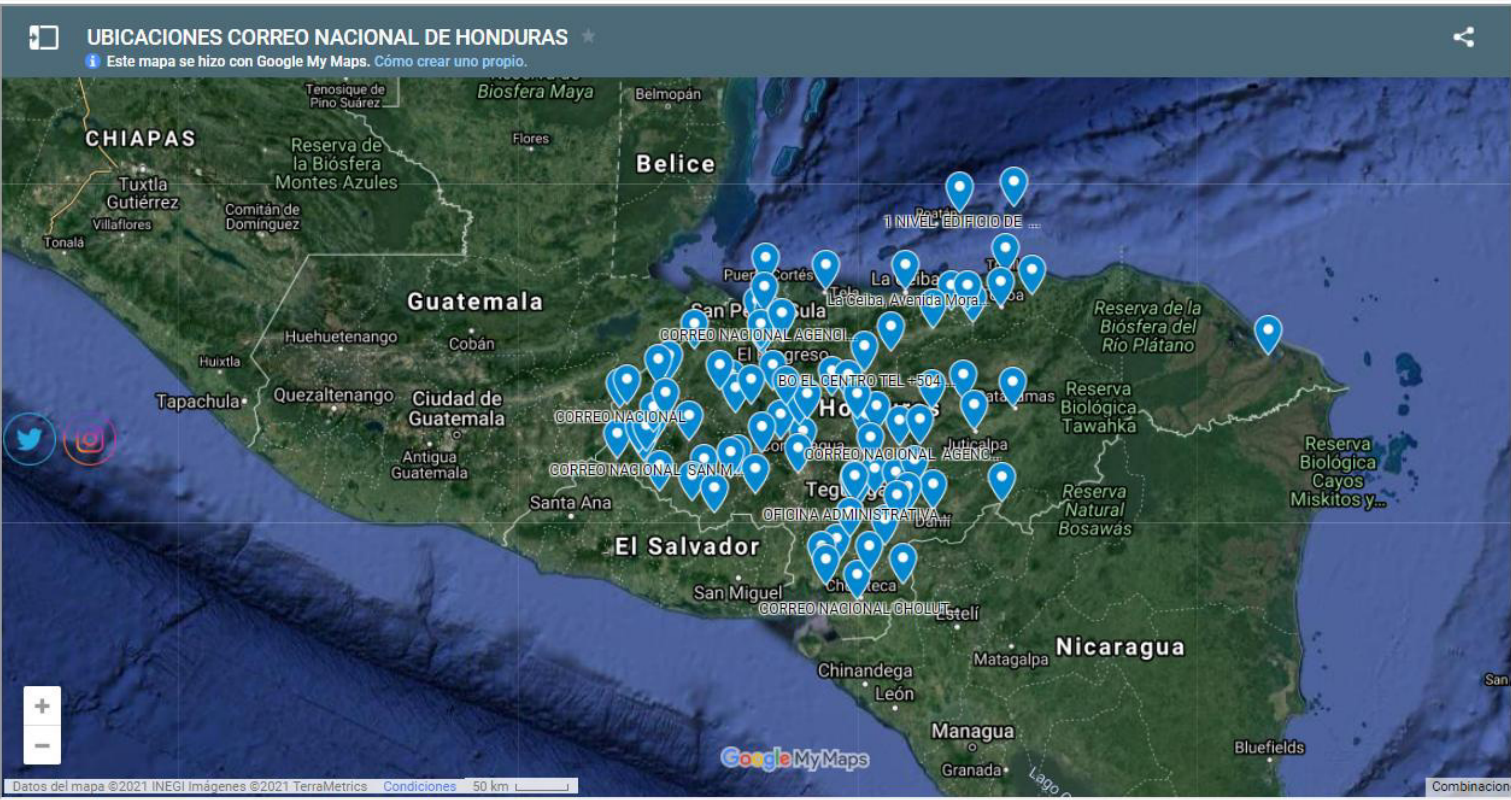 UBICACIONES CORREO NACIONAL DE HONDURAS
Este mapa se hizo con Google My Maps. Cómo crear uno propio.
Tenosique de
Pino Suárez
Biosfera Maya
Belmopán
CHIAPAS
Reserva de
la Biósfera
Montes Azules
Flores
Belice
Tuxtla
Gutiérrez
Comitán de
Domínguez
Villaflores
Tonalá
1 NIVEL EDIFICIO DE ...
La Ceiba, Avenida Mora...
Guatemala
Reserva de la
Biósfera del
Río Plátano
Huehuetenango
Cobán
CORREO NACIONAL AGENCI...
Huixtla
BO EL CENTRO TEL +504 ...
Tapachula
Quezaltenango
Ciudad de
Guatemala
CORREO NACIONAL
Reserva
Biológica
Tawahka
Antigua
Guatemala
Juticalpa
CORREO NACIONAL AGENC...
Reserva
Biológica
Cayos
Miskitos y...
CORREO NACIONAL SAN M...
Santa Ana
Reserva
Natural
Bosawás
OFICINA ADMINISTRATIVA...
Danlí
El Salvador
San Miguel
CORREO NACIONAL CHOLUT...
Estelí
Nicaragua
Matagalpa
Chinandega
León
Managua
Bluefields
Granada
Google My Maps
Datos del mapa ©2021 INEGI Imágenes ©2021 TerraMetrics Condiciones 50 km
Combinacion